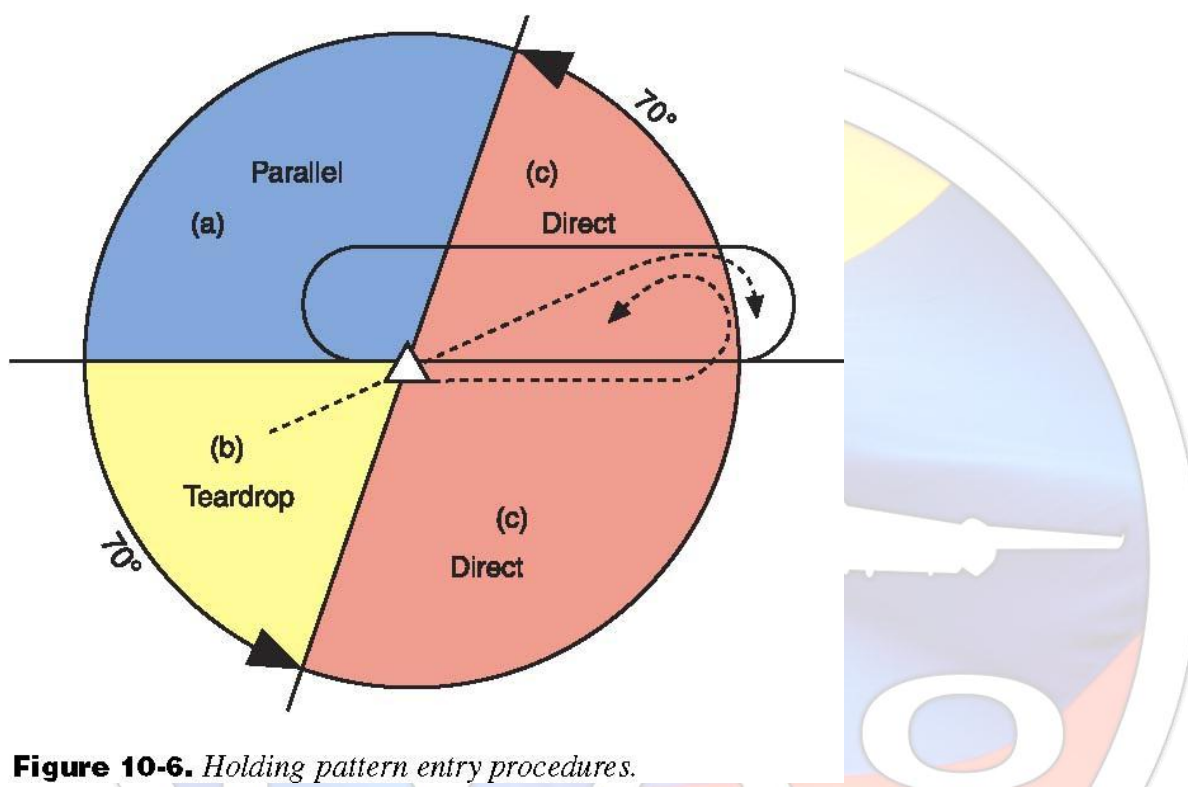 70°
Parallel
(c)
(a)
Direct
(b)
Teardrop
(c)
70°
Direct
Figure 10-6. Holding pattern entry procedures.